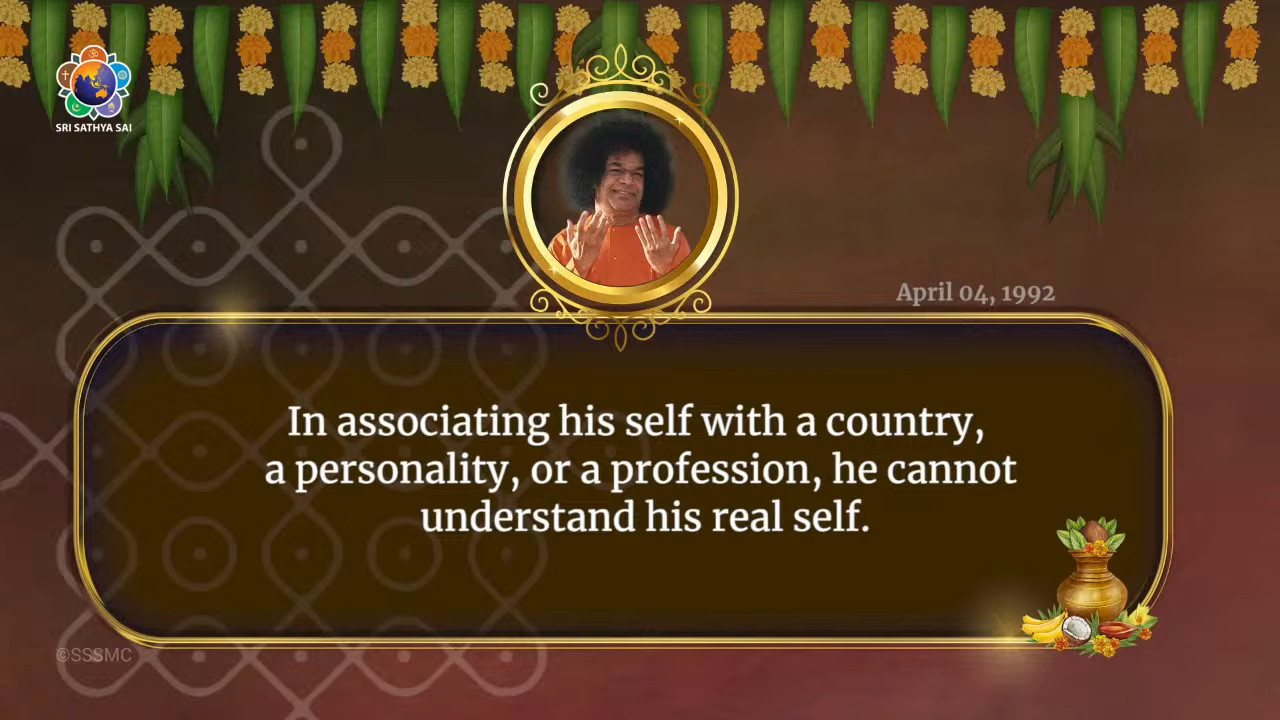 SRI SATHYA SAI
April 04, 1992
In associating his self with a country,
a personality, or a profession, he cannot
understand his real self.
©SSSMC